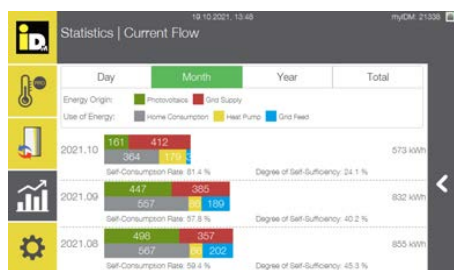 19.10.2021, 13:48
myiDM: 21338
iDM
Statistics | Current Flow
PRO
Day Month Year Total
Energy Origin: Photovoltaics Grid Supply
Use of Energy: Home Consumption Heat Pump Grid Feed
161 412
2021.10 573 kWh
364 179
Self-Consumption Rate: 81.4 % Degree of Self-Sufficiency: 24.1 %
447 385
2021.09 832 kWh
557 86 189
Self-Consumption Rate: 57.8 % Degree of Self-Sufficiency: 40.2 %
498 357
2021.08 855 kWh
567 202
Self-Consumption Rate: 59.4 % Degree of Self-Sufficiency: 45.3 %